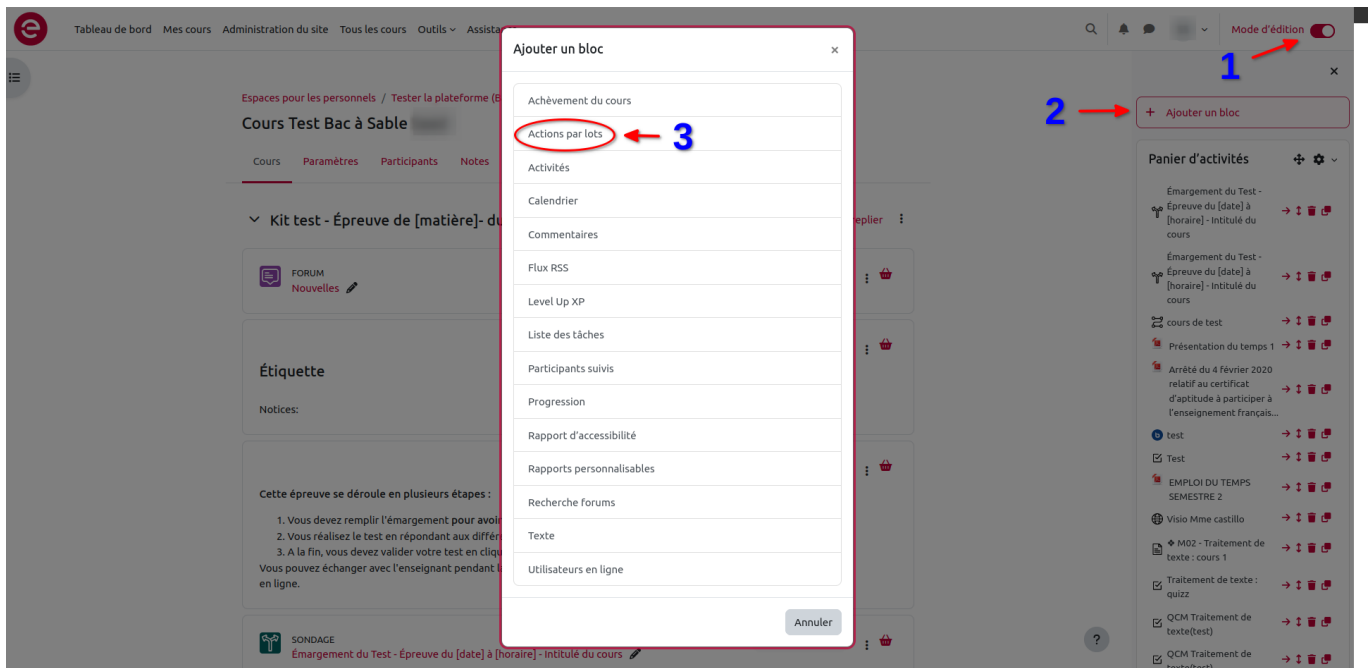 Tableau de bord Mes cours Administration du site Tous les cours Outils
Mode d'édition
1
Espaces pour les personnels / Tester la plateforme
Cours Test Bac à Sable
Cours Paramètres Participants Notes
Kit test - Épreuve de [matière]-
FORUM
Nouvelles
Étiquette
Notices:
Cette épreuve se déroule en plusieurs étapes :
1. Vous devez remplir l'émargement pour
2. Vous réalisez le test en répondant aux
3. A la fin, vous devez valider votre test en
Vous pouvez échanger avec l'enseignant pendant
en ligne.
SONDAGE
Émargement du Test - Épreuve du [date] à [horaire] - Intitulé du cours
Ajouter un bloc ×
Achèvement du cours
Actions par lots
3
Activités
Calendrier
Commentaires
Flux RSS
Level Up XP
Liste des tâches
Participants suivis
Progression
Rapport d'accessibilité
Rapports personnalisables
Recherche forums
Texte
Utilisateurs en ligne
Annuler
?
2
+ Ajouter un bloc
Panier d'activités
Émargement du Test -
Épreuve du [date] à
[horaire] - Intitulé du
cours
Émargement du Test -
Épreuve du [date] à
[horaire] - Intitulé du
cours
cours de test
Présentation du temps 1
Arrêté du 4 février 2020
relatif au certificat
d'aptitude à participer à
l'enseignement français...
test
Test
EMPLOI DU TEMPS
SEMESTRE 2
Visio Mme castillo
❖ M02 - Traitement de
texte : cours 1
Traitement de texte :
quizz
QCM Traitement de
texte(test)
QCM Traitement de
texte(test)